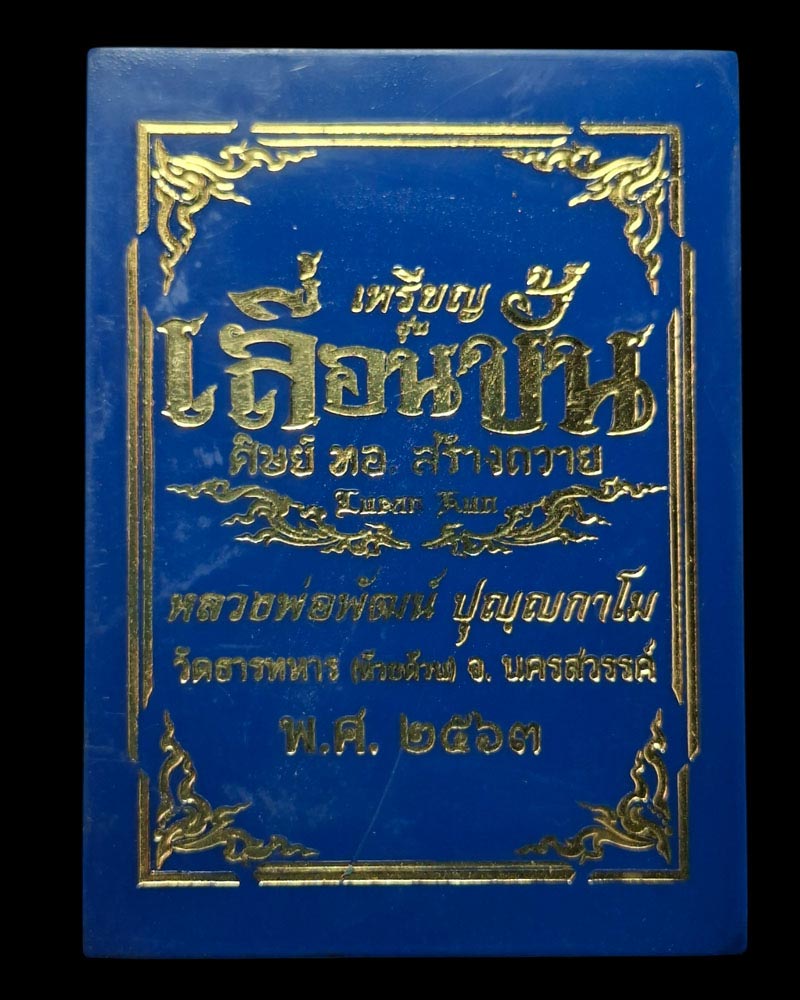 เหรียญ
รุ่น
เลื่อนขั้น
ศิษย์ ทอ. สร้างถวาย
หลวงพ่อพัฒน์ ปุญฺญกาโม
วัดธารทหาร (ห้วยด้วน) จ. นครสวรรค์
พ.ศ. ๒๕๖๓